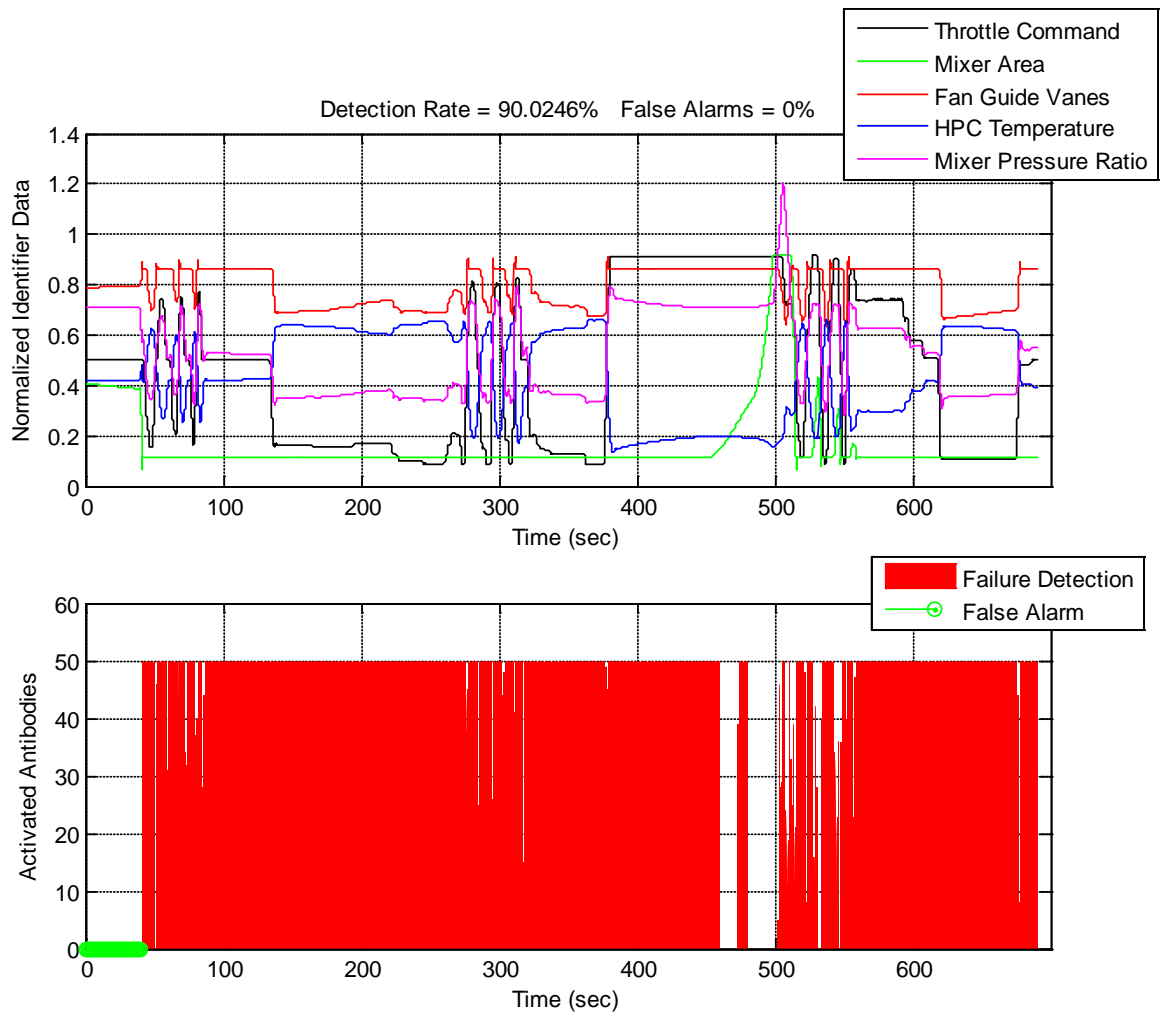 Throttle Command
Mixer Area
Fan Guide Vanes
HPC Temperature
Mixer Pressure Ratio
Detection Rate = 90.0246% False Alarms = 0%
1.4
1.2
1
0.8
0.6
0.4
0.2
0
Normalized Identifier Data
0 100 200 300 400 500 600
Time (sec)
Failure Detection
False Alarm
60
50
40
30
20
10
0
Activated Antibodies
0 100 200 300 400 500 600
Time (sec)